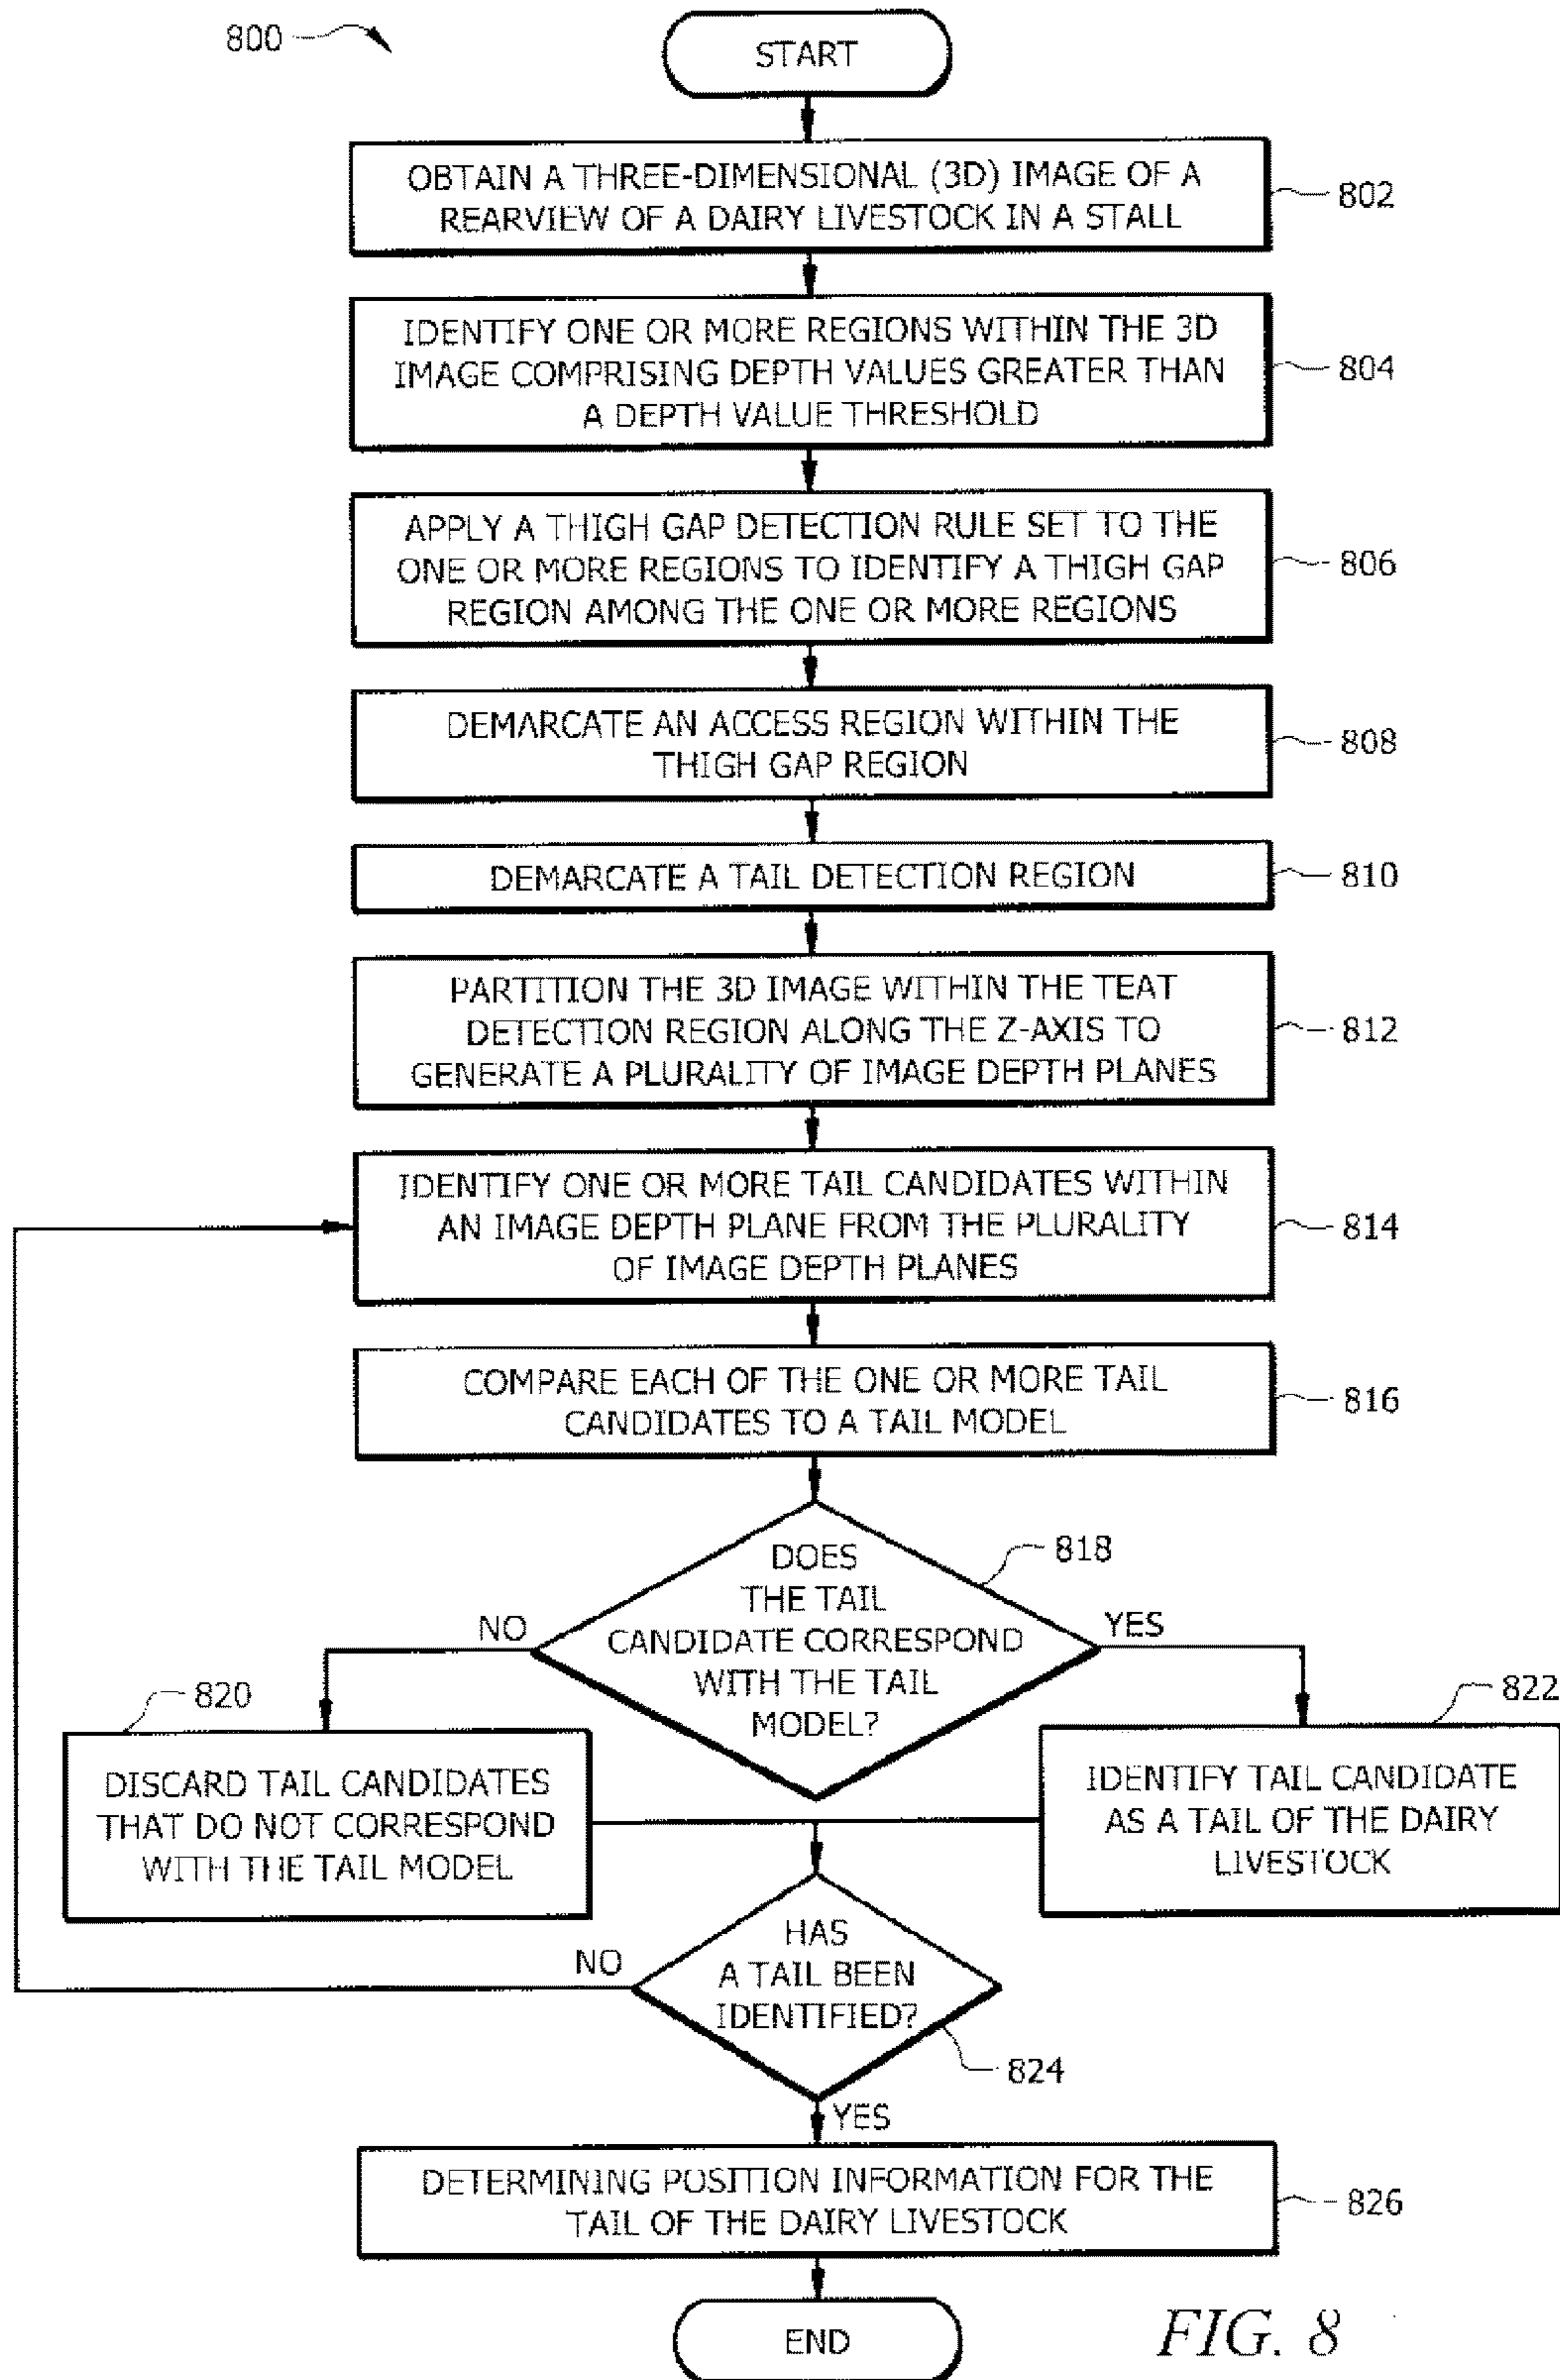 800
START
OBTAIN A THREE-DIMENSIONAL (3D) IMAGE OF A
REARVIEW OF A DAIRY LIVESTOCK IN A STALL
802
IDENTIFY ONE OR MORE REGIONS WITHIN THE 3D
IMAGE COMPRISING DEPTH VALUES GREATER THAN
A DEPTH VALUE THRESHOLD
804
APPLY A THIGH GAP DETECTION RULE SET TO THE
ONE OR MORE REGIONS TO IDENTIFY A THIGH GAP
REGION AMONG THE ONE OR MORE REGIONS
806
DEMARCATE AN ACCESS REGION WITHIN THE
THIGH GAP REGION
808
DEMARCATE A TAIL DETECTION REGION
810
PARTITION THE 3D IMAGE WITHIN THE TEAT
DETECTION REGION ALONG THE Z-AXIS TO
GENERATE A PLURALITY OF IMAGE DEPTH PLANES
812
IDENTIFY ONE OR MORE TAIL CANDIDATES WITHIN
AN IMAGE DEPTH PLANE FROM THE PLURALITY
OF IMAGE DEPTH PLANES
814
COMPARE EACH OF THE ONE OR MORE TAIL
CANDIDATES TO A TAIL MODEL
816
DOES
THE TAIL
CANDIDATE CORRESPOND
WITH THE TAIL
MODEL?
818
NO
YES
820
DISCARD TAIL CANDIDATES
THAT DO NOT CORRESPOND
WITH THE TAIL MODEL
822
IDENTIFY TAIL CANDIDATE
AS A TAIL OF THE DAIRY
LIVESTOCK
HAS
A TAIL BEEN
IDENTIFIED?
824
NO
YES
DETERMINING POSITION INFORMATION FOR THE
TAIL OF THE DAIRY LIVESTOCK
826
END
FIG. 8